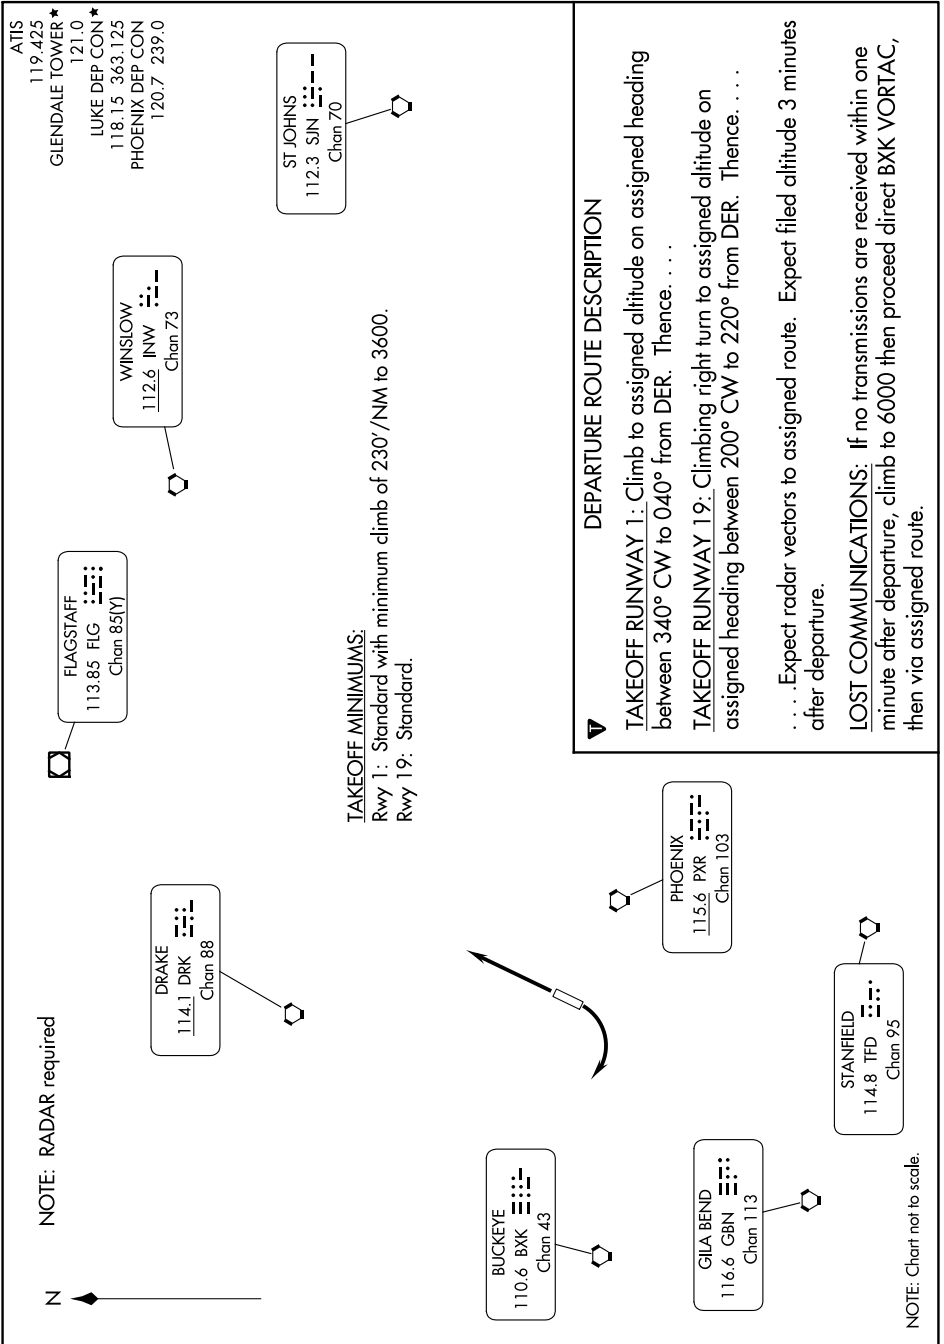 ATIS
119.425
GLENDALE TOWER★
121.0
LUKE DEP CON★
118.15 363.125
PHOENIX DEP CON
120.7 239.0
NOTE: RADAR required
N
FLAGSTAFF
113.85 FLG
Chan 85(Y)
WINSLOW
112.6 INW
Chan 73
ST JOHNS
112.3 SJN
Chan 70
DRAKE
114.1 DRK
Chan 88
TAKEOFF MINIMUMS:
Rwy 1: Standard with minimum climb of 230'/NM to 3600.
Rwy 19: Standard.
BUCKEYE
110.6 BXK
Chan 43
PHOENIX
115.6 PXR
Chan 103
GILA BEND
116.6 GBN
Chan 113
STANFIELD
114.8 TFD
Chan 95
NOTE: Chart not to scale.
T
DEPARTURE ROUTE DESCRIPTION
TAKEOFF RUNWAY 1: Climb to assigned altitude on assigned heading
between 340° CW to 040° from DER. Thence. . . .
TAKEOFF RUNWAY 19: Climbing right turn to assigned altitude on
assigned heading between 200° CW to 220° from DER. Thence. . . .
. . . .Expect radar vectors to assigned route. Expect filed altitude 3 minutes
after departure.
LOST COMMUNICATIONS: If no transmissions are received within one
minute after departure, climb to 6000 then proceed direct BXK VORTAC,
then via assigned route.